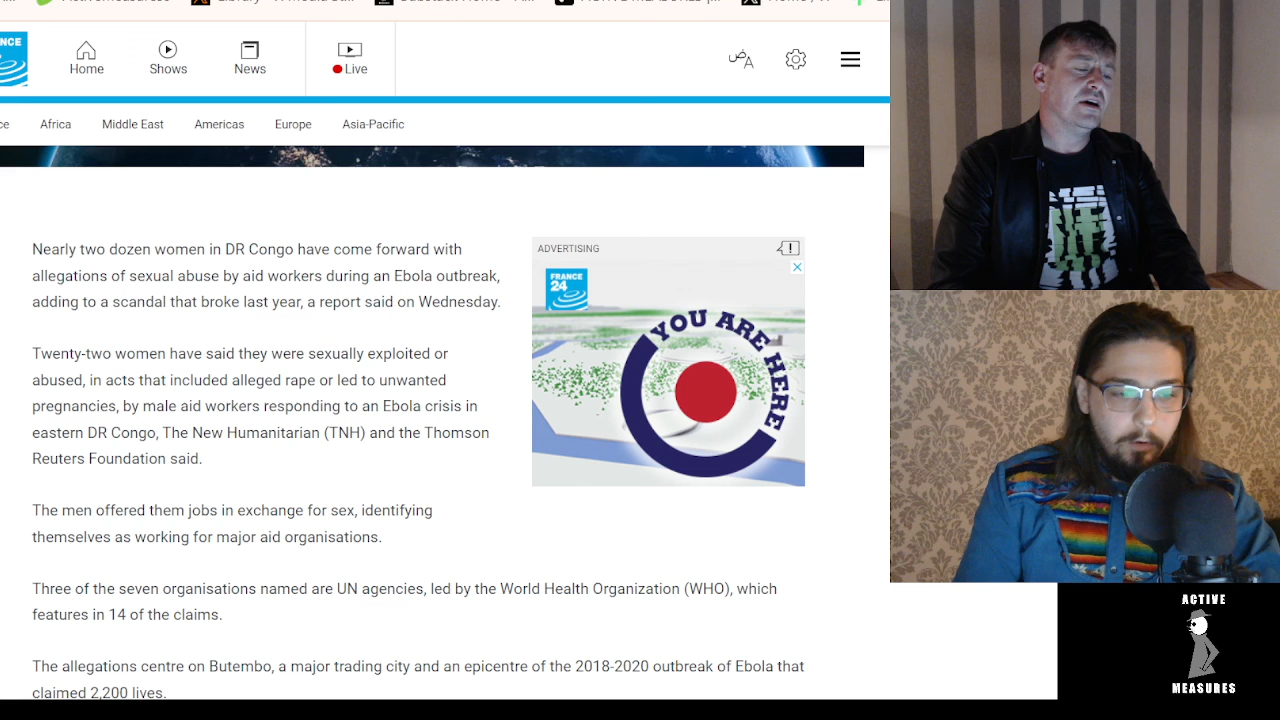 NCE
Home
Shows
News
Live
ce
Africa
Middle East
Americas
Europe
Asia-Pacific
Nearly two dozen women in DR Congo have come forward with
allegations of sexual abuse by aid workers during an Ebola outbreak,
adding to a scandal that broke last year, a report said on Wednesday.
Twenty-two women have said they were sexually exploited or
abused, in acts that included alleged rape or led to unwanted
pregnancies, by male aid workers responding to an Ebola crisis in
eastern DR Congo, The New Humanitarian (TNH) and the Thomson
Reuters Foundation said.
The men offered them jobs in exchange for sex, identifying
themselves as working for major aid organisations.
Three of the seven organisations named are UN agencies, led by the World Health Organization (WHO), which
features in 14 of the claims.
The allegations centre on Butembo, a major trading city and an epicentre of the 2018-2020 outbreak of Ebola that
claimed 2,200 lives.
ADVERTISING
FRANCE
24
YOU ARE HERE
ACTIVE
MEASURES